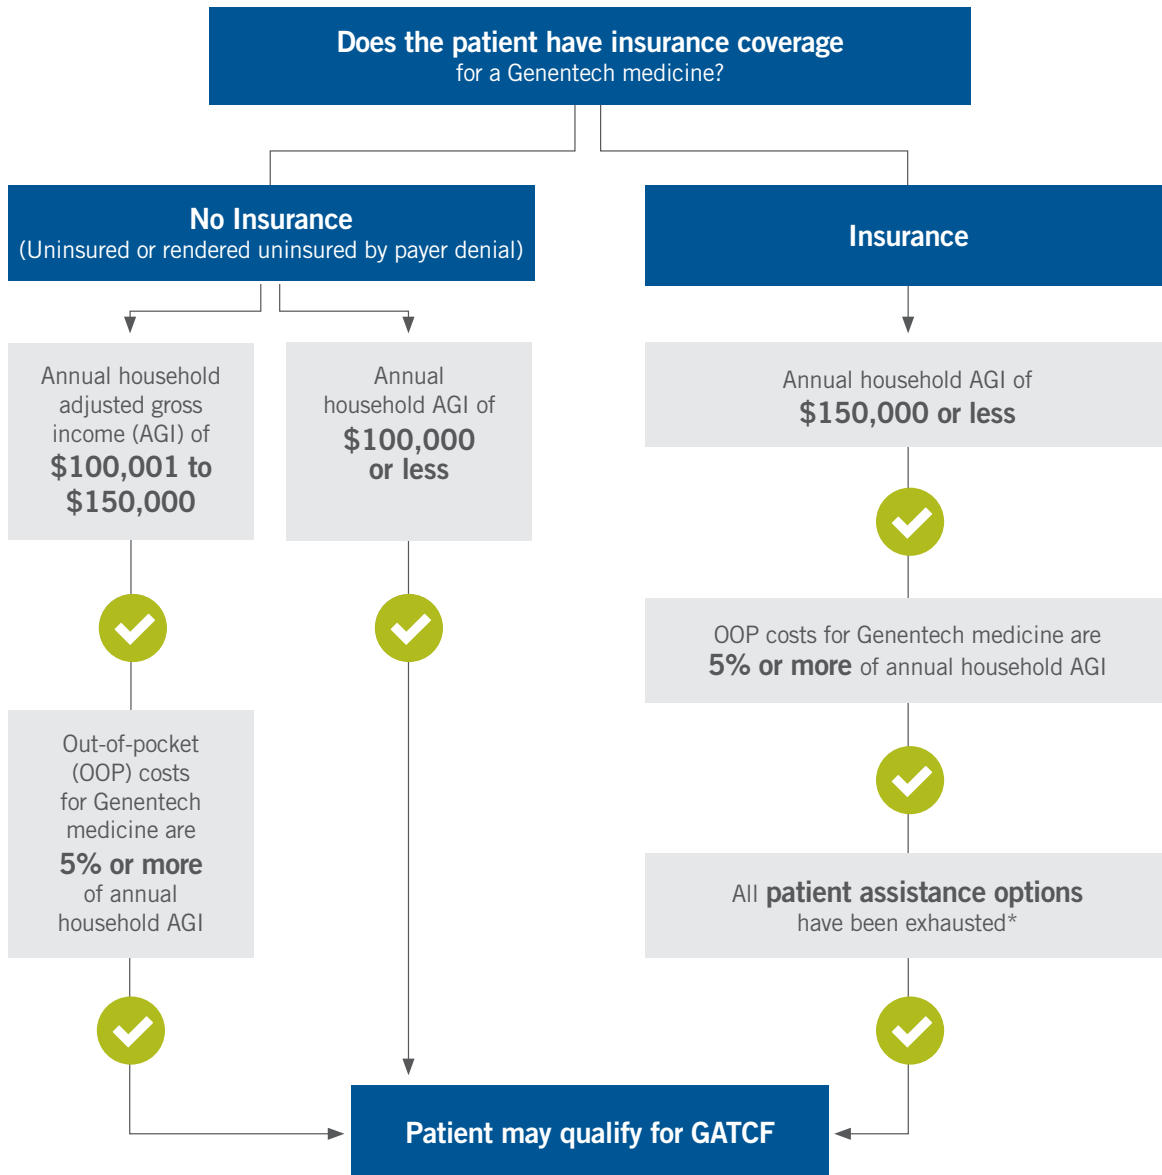 Does the patient have insurance coverage
for a Genentech medicine?
No Insurance
(Uninsured or rendered uninsured by payer denial)
Insurance
Annual household
adjusted gross
income (AGI) of
$100,001 to
$150,000
Annual
household AGI of
$100,000
or less
Annual household AGI of
$150,000 or less
Out-of-pocket
(OOP) costs
for Genentech
medicine are
5% or more
of annual
household AGI
OOP costs for Genentech medicine are
5% or more of annual household AGI
All patient assistance options
have been exhausted*
Patient may qualify for GATCF